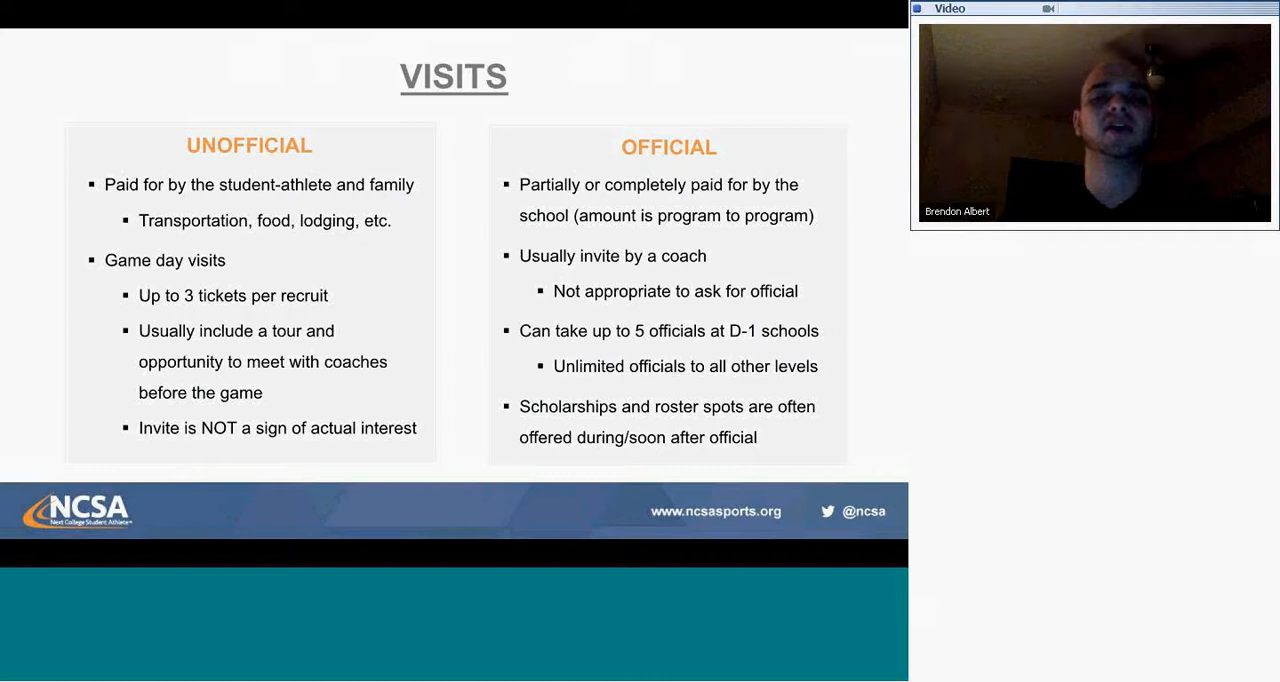 VISITS
UNOFFICIAL
Paid for by the student-athlete and family
Transportation, food, lodging, etc.
Game day visits
Up to 3 tickets per recruit
Usually include a tour and
opportunity to meet with coaches
before the game
Invite is NOT a sign of actual interest
OFFICIAL
Partially or completely paid for by the
school (amount is program to program)
Usually invite by a coach
Not appropriate to ask for official
Can take up to 5 officials at D-1 schools
Unlimited officials to all other levels
Scholarships and roster spots are often
offered during/soon after official
NCSA
Next College Student Athlete
www.ncsasports.org
@ncsa
Video
Brendon Albert